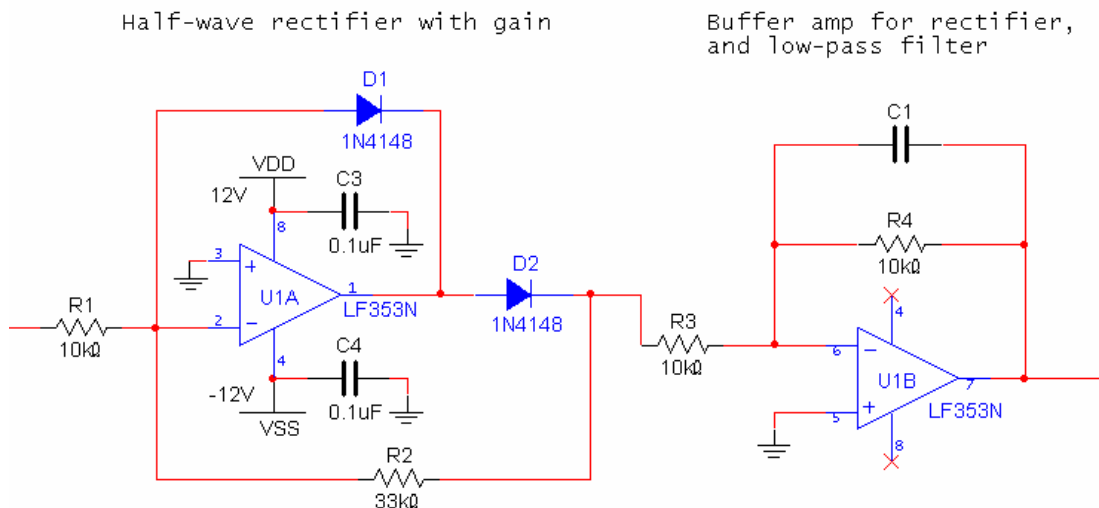 Half-wave rectifier with gain
Buffer amp for rectifier,
and low-pass filter
D1
1N4148
C1
VDD
12V
C3
8
0.1uF
R4
10kΩ
3
+
U1A
1
LF353N
D2
1N4148
R1
10kΩ
2
−
4
C4
0.1uF
-12V
VSS
R3
10kΩ
4
6
−
U1B
7
LF353N
5
+
8
R2
33kΩ